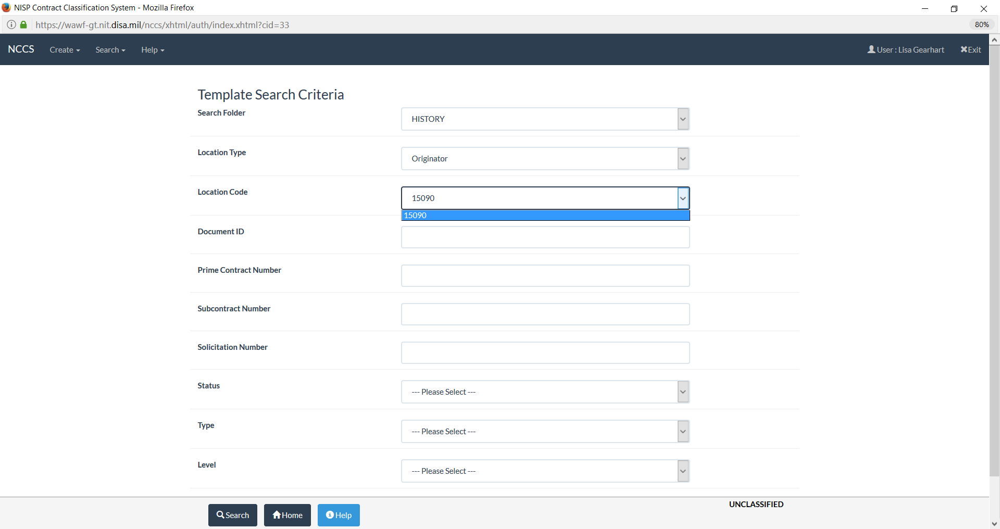 NISP Contract Classification System - Mozilla Firefox
https://wawf-gt.nit.disa.mil/nccs/xhtml/auth/index.xhtml?cid=33
80%
NCCS Create Search Help User : Lisa Gearhart Exit
Template Search Criteria
Search Folder
HISTORY
Location Type
Originator
Location Code
15090
15090
Document ID
Prime Contract Number
Subcontract Number
Solicitation Number
Status
--- Please Select ---
Type
--- Please Select ---
Level
--- Please Select ---
UNCLASSIFIED
Search Home Help